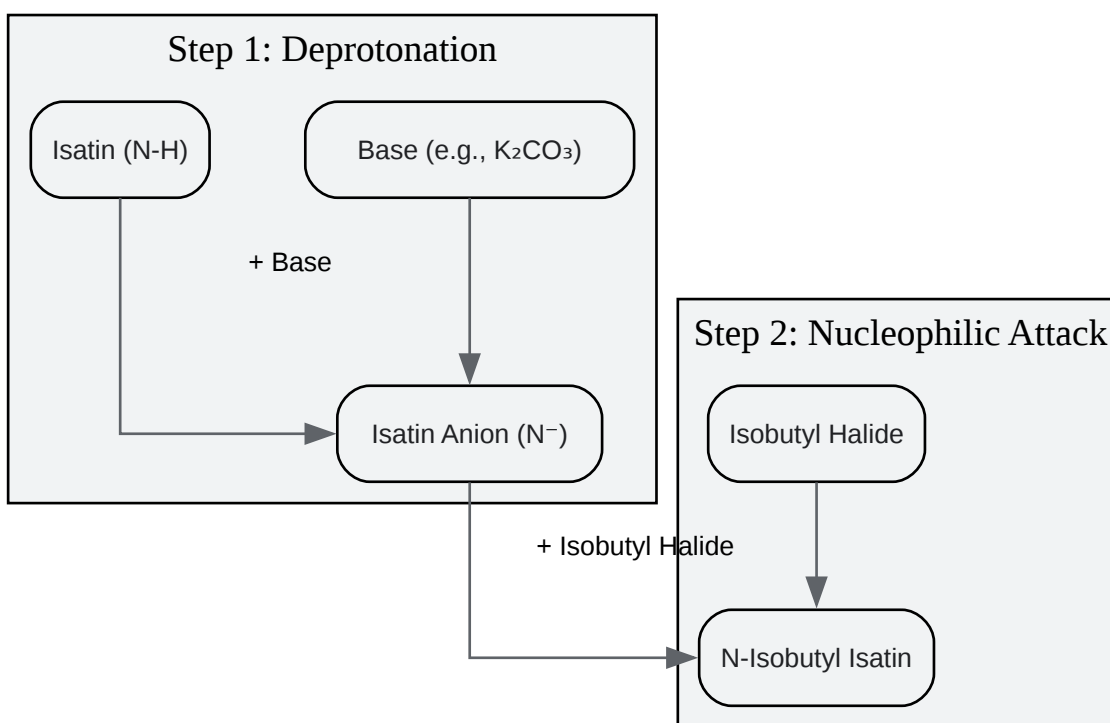 Step 1: Deprotonation
Isatin (N-H)
Base (e.g., K₂CO₃)
+ Base
Isatin Anion (N⁻)
Step 2: Nucleophilic Attack
Isobutyl Halide
+ Isobutyl Halide
N-Isobutyl Isatin